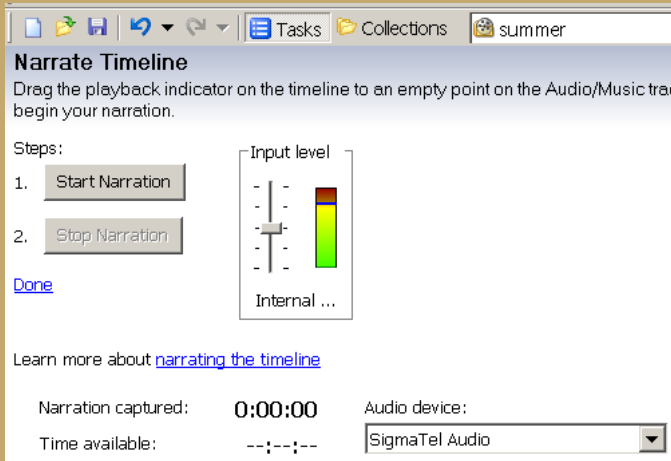 Tasks Collections summer
Narrate Timeline
Drag the playback indicator on the timeline to an empty point on the Audio/Music
begin your narration.
Steps:
Input level
1. Start Narration
2. Stop Narration
Done
Internal ...
Learn more about narrating the timeline
Narration captured: 0:00:00 Audio device:
Time available: --:--:-- SigmaTel Audio